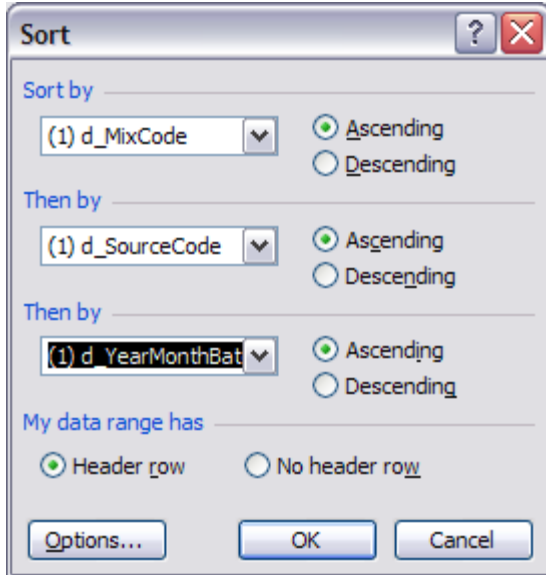 Sort
Sort by
(1) d_MixCode
Ascending
Descending
Then by
(1) d_SourceCode
Ascending
Descending
Then by
(1) d_YearMonthBat
Ascending
Descending
My data range has
Header row No header row
Options... OK Cancel